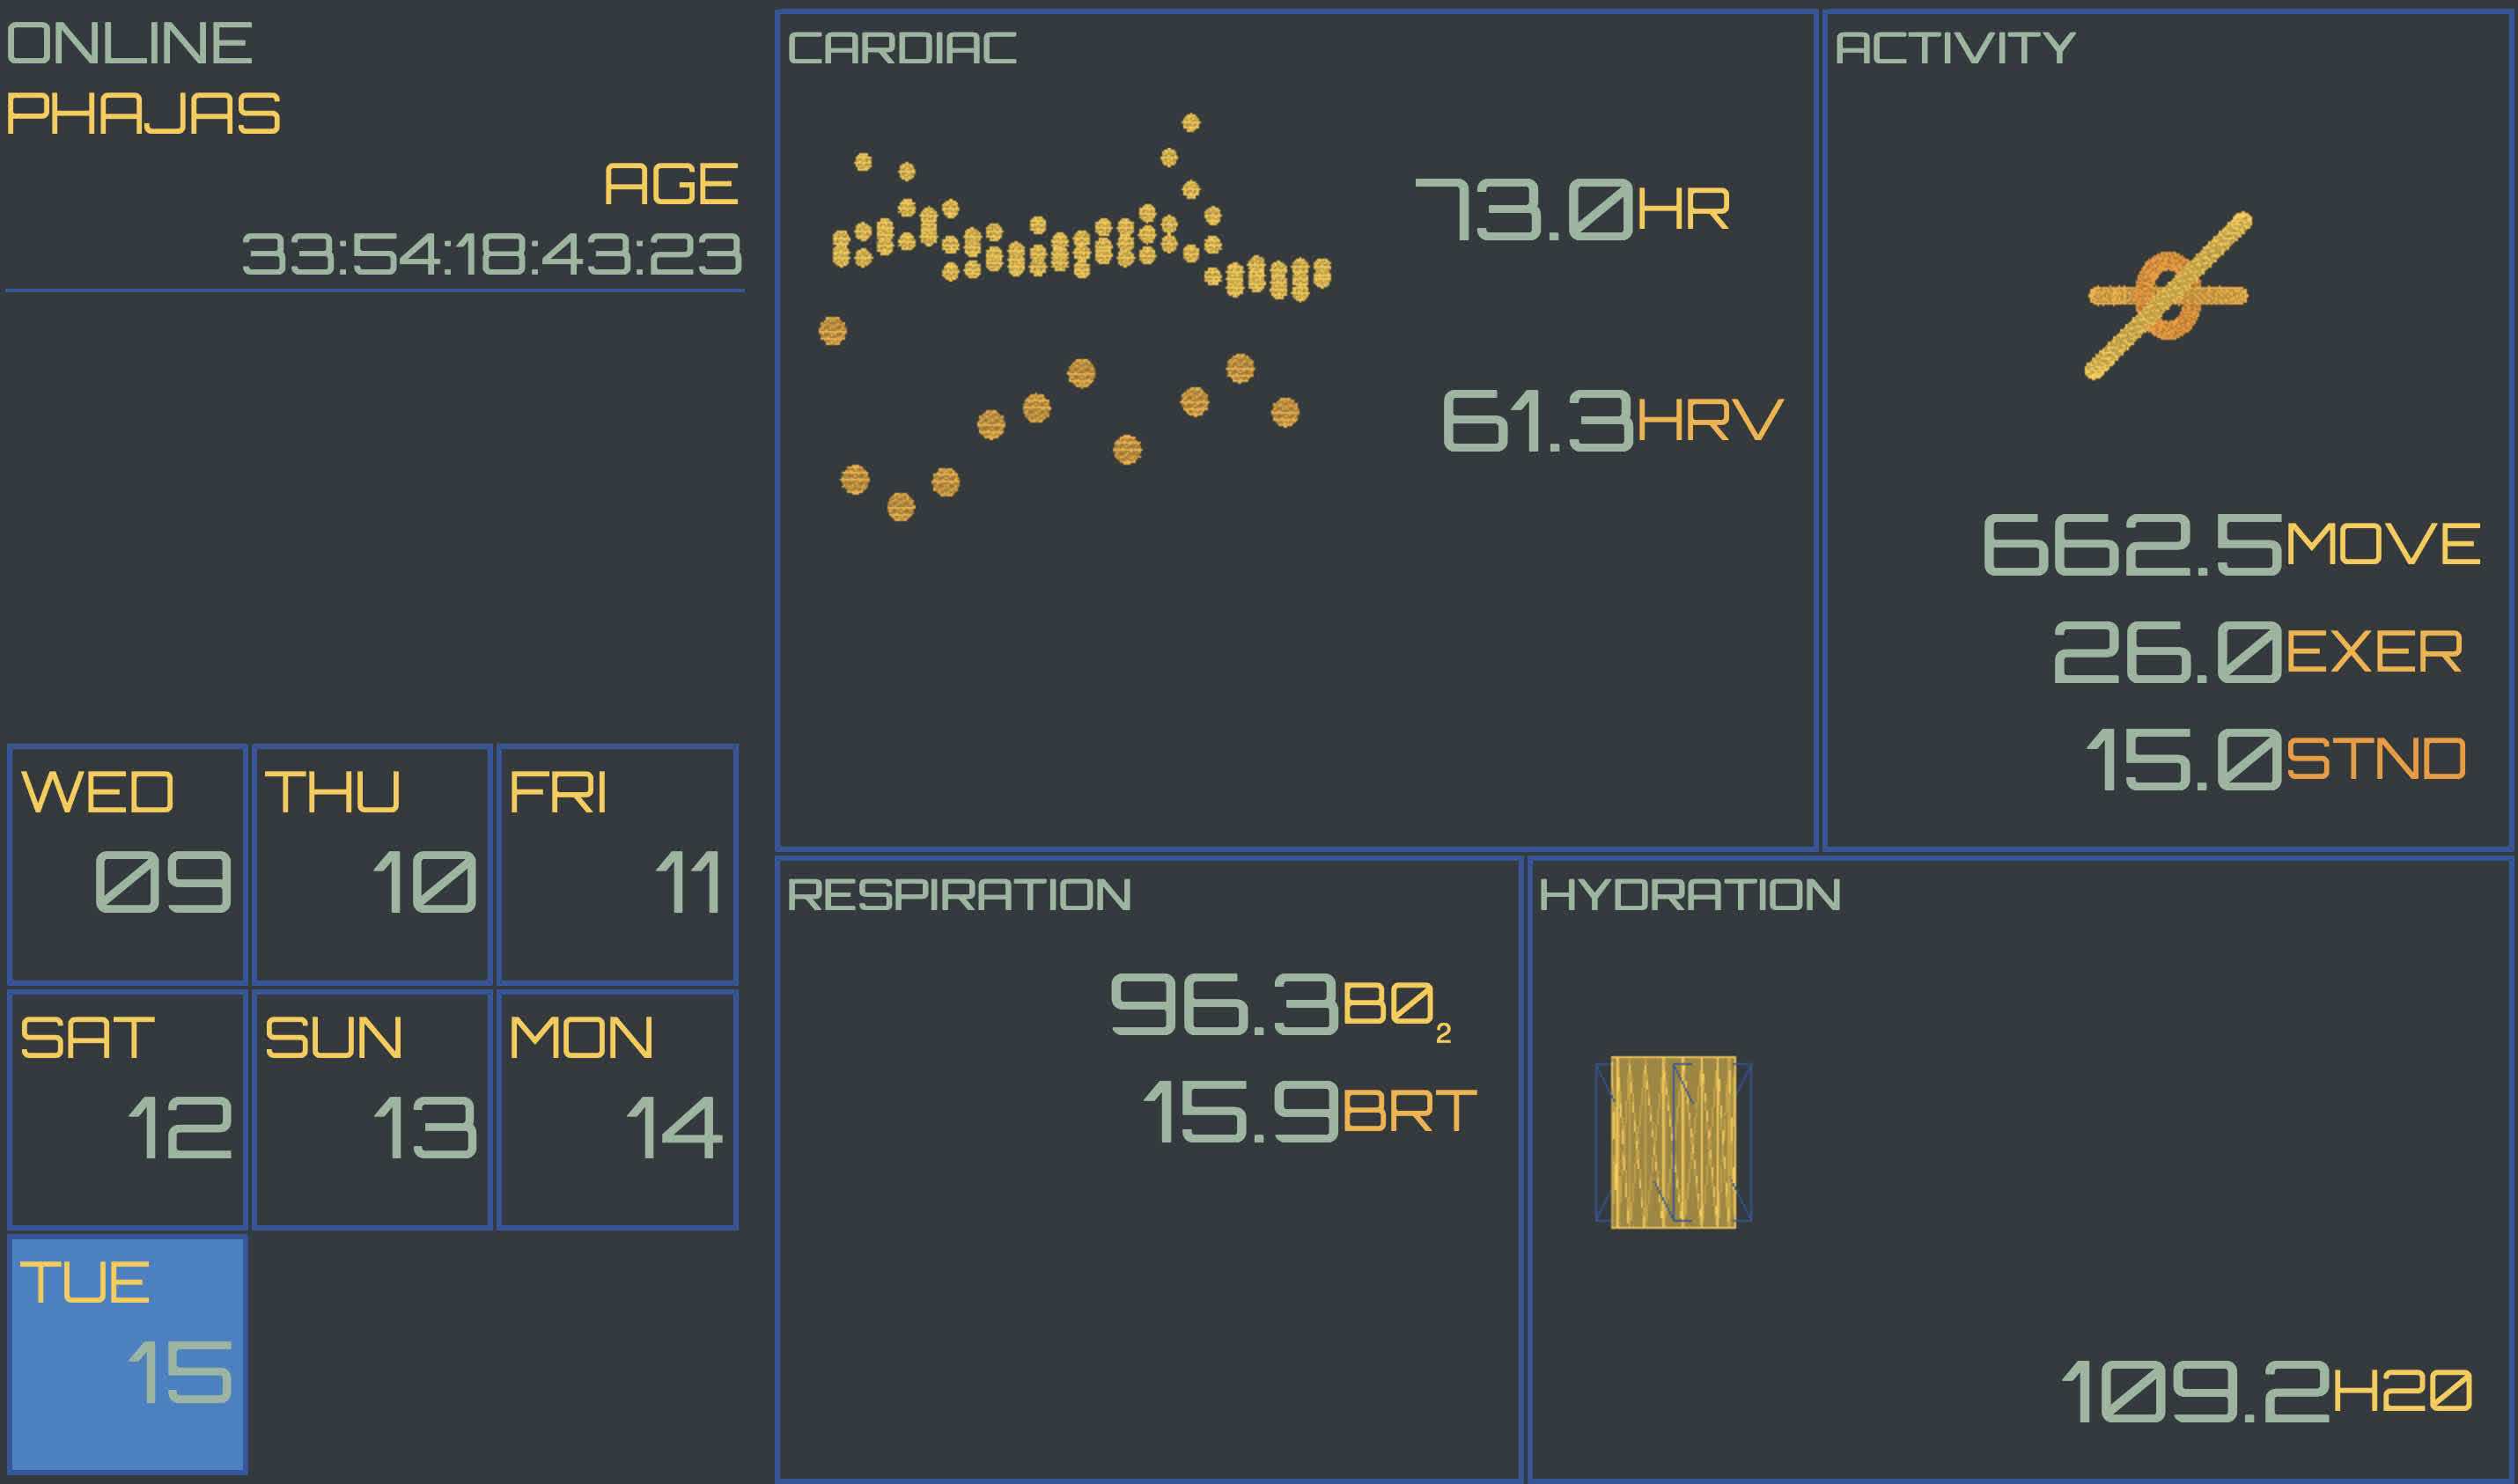 ONLINE
PHAJAS
AGE
33:54:18:43:23
WED
09
THU
10
FRI
11
SAT
12
SUN
13
MON
14
TUE
15
CARDIAC
73.0HR
61.3HRV
ACTIVITY
662.5MOVE
26.0EXER
15.0STND
RESPIRATION
96.3B0₂
15.9BRT
HYDRATION
109.2H20